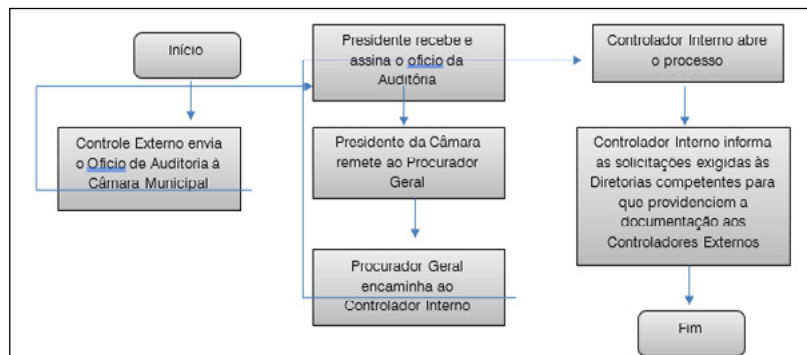 Início
Controle Externo envia
o Oficio de Auditoria à
Câmara Municipal
Presidente recebe e
assina o oficio da
Auditória
Presidente da Câmara
remete ao Procurador
Geral
Procurador Geral
encaminha ao
Controlador Interno
Controlador Interno abre
o processo
Controlador Interno informa
as solicitações exigidas às
Diretorias competentes para
que providenciem a
documentação aos
Controladores Externos
Fim